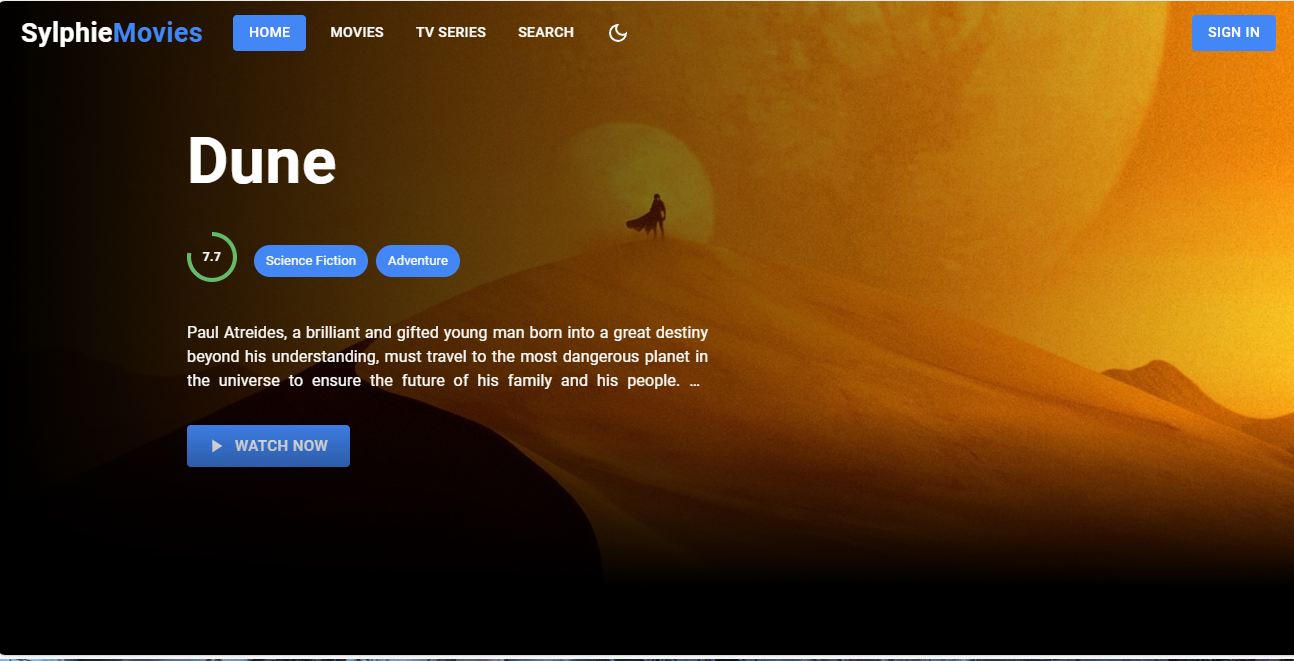 SylphieMovies HOME MOVIES TV SERIES SEARCH SIGN IN
Dune
7.7 Science Fiction Adventure
Paul Atreides, a brilliant and gifted young man born into a great destiny
beyond his understanding, must travel to the most dangerous planet in
the universe to ensure the future of his family and his people. ...
WATCH NOW